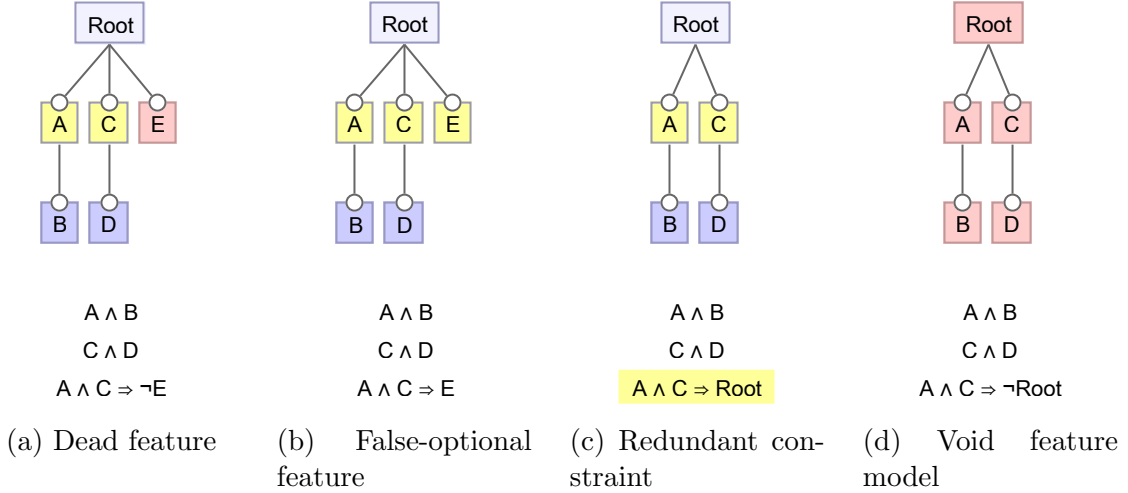 Root Root Root Root
A C E A C E A C A C
B D B D B D B D
A ∧ B A ∧ B A ∧ B A ∧ B
C ∧ D C ∧ D C ∧ D C ∧ D
A ∧ C ⇒ ¬E A ∧ C ⇒ E A ∧ C ⇒ Root A ∧ C ⇒ ¬Root
(a) Dead feature
(b) False-optional
feature
(c) Redundant con-
straint
(d) Void feature
model